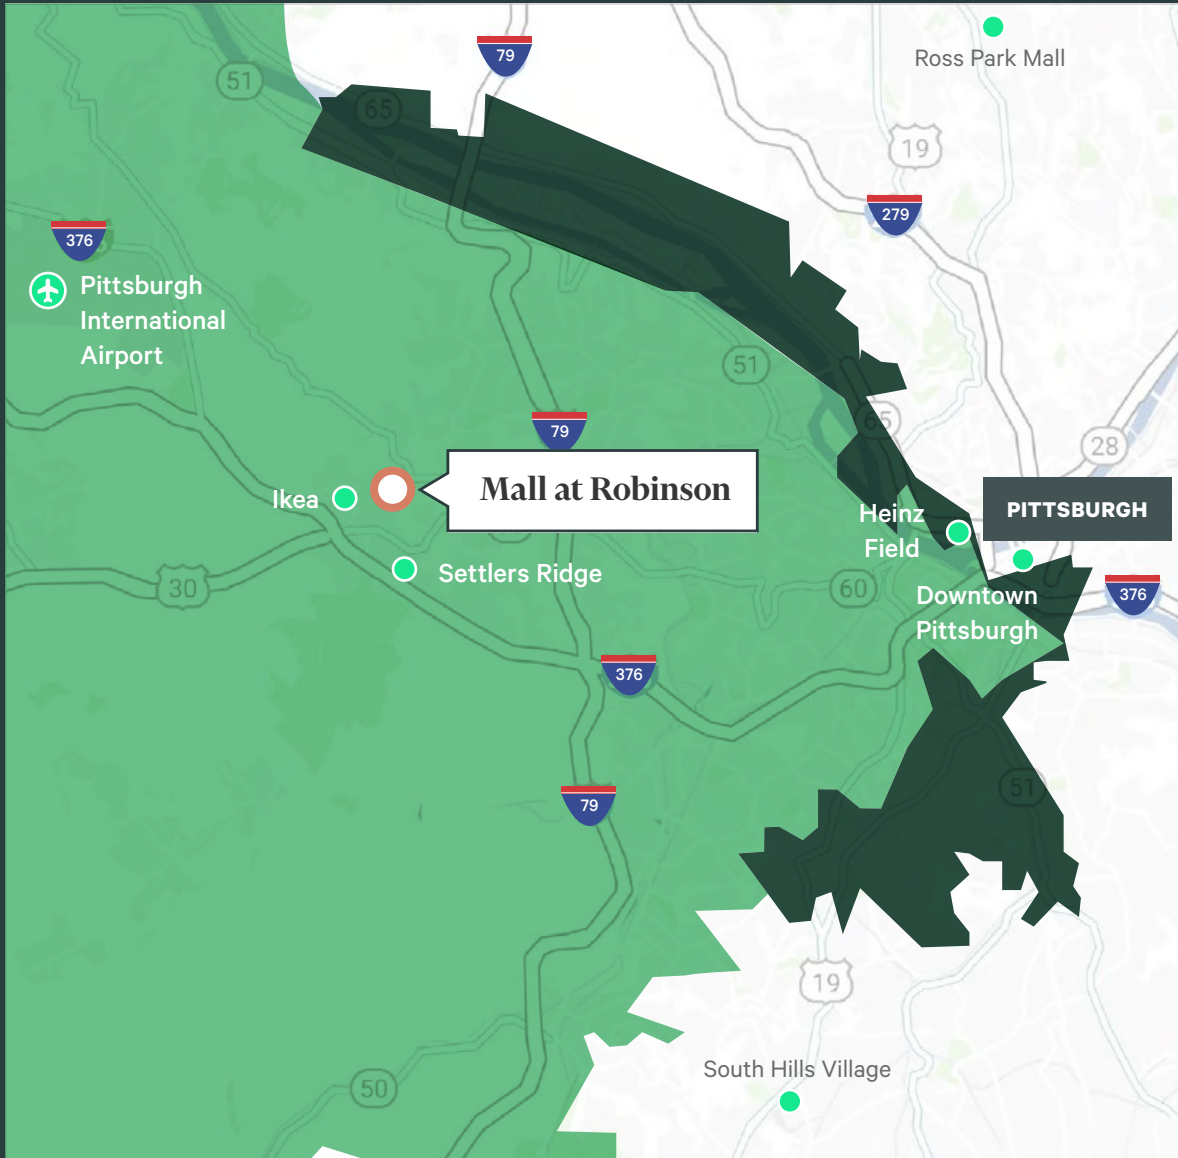 79
Ross Park Mall
51
65
19
279
376
Pittsburgh
International
Airport
51
79
65
28
Mall at Robinson
Ikea
PITTSBURGH
Heinz
Field
Settlers Ridge
30
60
376
Downtown
Pittsburgh
376
79
51
19
South Hills Village
50